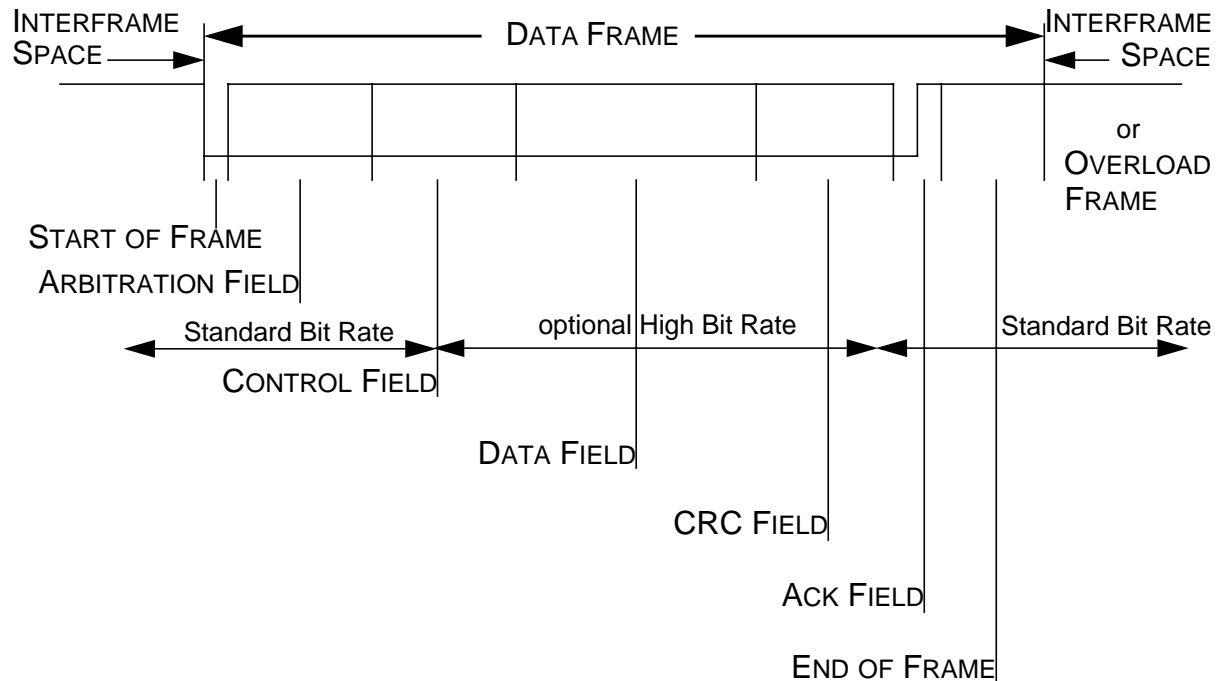 INTERFRAME
SPACE
DATA FRAME
INTERFRAME
SPACE
or
OVERLOAD
FRAME
START OF FRAME
ARBITRATION FIELD
Standard Bit Rate
optional High Bit Rate
Standard Bit Rate
CONTROL FIELD
DATA FIELD
CRC FIELD
ACK FIELD
END OF FRAME